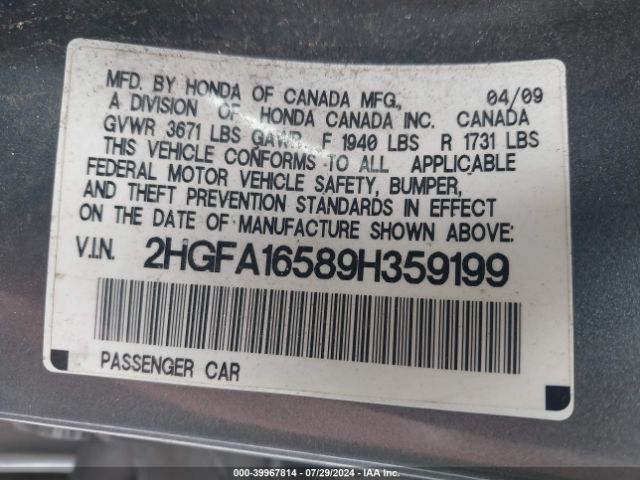 MFD. BY HONDA OF CANADA MFG., 04/09
A DIVISION OF HONDA CANADA INC. CANADA
GVWR 3671 LBS GAWR F 1940 LBS R 1731 LBS
THIS VEHICLE CONFORMS TO ALL APPLICABLE
FEDERAL MOTOR VEHICLE SAFETY, BUMPER,
AND THEFT PREVENTION STANDARDS IN EFFECT
ON THE DATE OF MANUFACTURE SHOWN ABOVE:
V.I.N. 2HGFA16589H359199
PASSENGER CAR
000-39967814 / 07/29/2024 - IAA Inc.